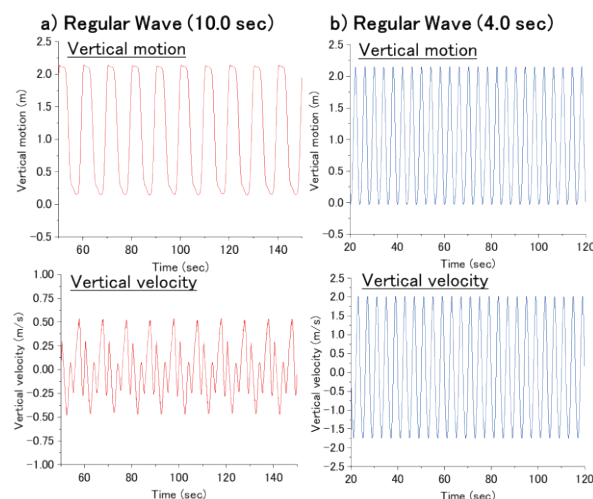 a) Regular Wave (10.0 sec)
Vertical motion
Vertical motion (m)
2.5
2.0
1.5
1.0
0.5
0.0
-0.5
60 80 100 120 140
Time (sec)
Vertical velocity
Vertical velocity (m/s)
1.00
0.75
0.50
0.25
0.00
-0.25
-0.50
-0.75
-1.00
60 80 100 120 140
Time (sec)
b) Regular Wave (4.0 sec)
Vertical motion
Vertical motion (m)
2.5
2.0
1.5
1.0
0.5
0.0
-0.5
20 40 60 80 100 120
Time (sec)
Vertical velocity
Vertical velocity (m/s)
2.5
2.0
1.5
1.0
0.5
0.0
-0.5
-1.0
-1.5
-2.0
-2.5
20 40 60 80 100 120
Time (sec)